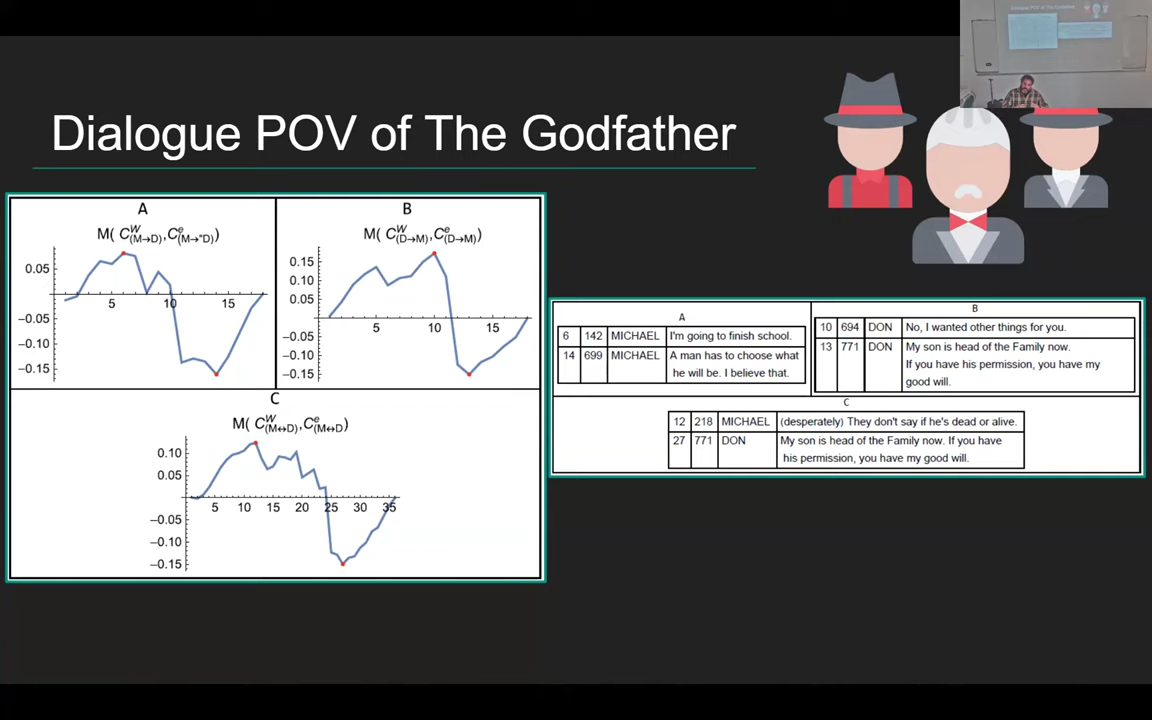 Dialogue POV of The Godfather
A
M( C^W_(M→D), C^e_(M→"D))
0.05
−0.05
−0.10
−0.15
5
10
15
B
M( C^W_(D→M), C^e_(D→M))
0.15
0.10
0.05
−0.05
−0.10
−0.15
5
10
15
C
M( C^W_(M↔D), C^e_(M↔D))
0.10
0.05
−0.05
−0.10
−0.15
5
10
15
20
25
30
35
A
6 142 MICHAEL I'm going to finish school.
14 699 MICHAEL A man has to choose what
he will be. I believe that.
B
10 694 DON No, I wanted other things for you.
13 771 DON My son is head of the Family now.
If you have his permission, you have my
good will.
C
12 218 MICHAEL (desperately) They don't say if he's dead or alive.
27 771 DON My son is head of the Family now. If you have
his permission, you have my good will.